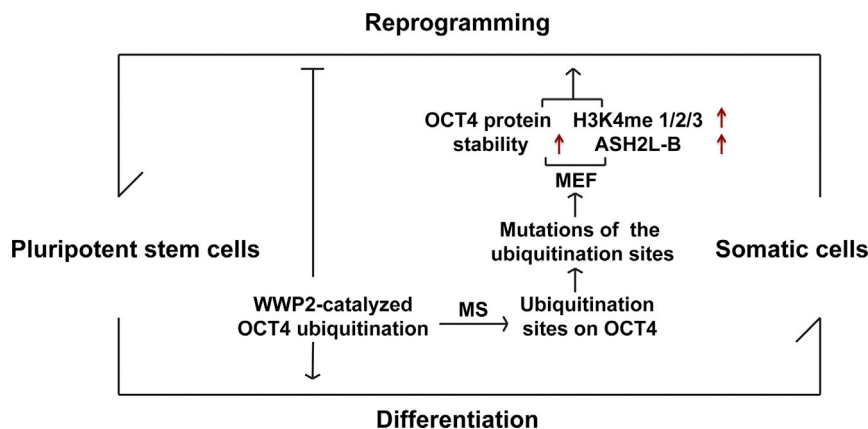 Reprogramming
OCT4 protein H3K4me 1/2/3
stability ASH2L-B
MEF
Mutations of the
ubiquitination sites
Pluripotent stem cells
Somatic cells
WWP2-catalyzed
OCT4 ubiquitination
MS
Ubiquitination
sites on OCT4
Differentiation